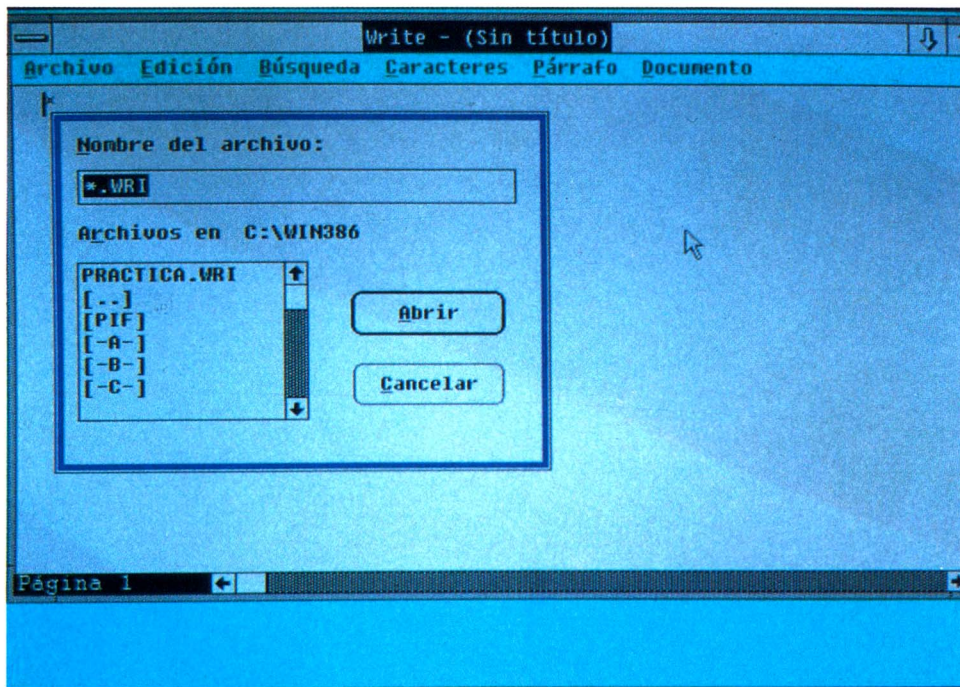 Write - (Sin título)
Archivo Edición Búsqueda Caracteres Párrafo Documento
Nombre del archivo:
*.WRI
Archivos en C:\WIN386
PRACTICA.WRI
[..]
[PIF]
[-A-]
[-B-]
[-C-]
Abrir
Cancelar
Página 1